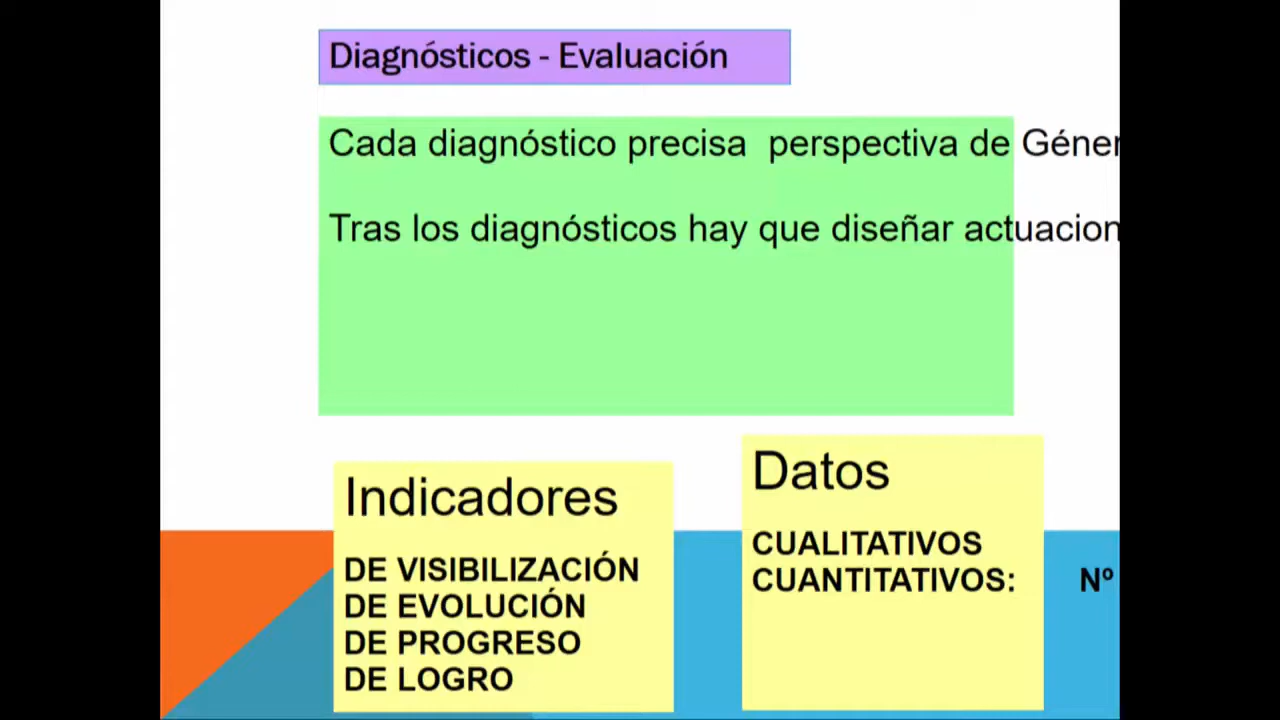 Diagnósticos - Evaluación
Cada diagnóstico precisa perspectiva de Géner
Tras los diagnósticos hay que diseñar actuacion
Indicadores
DE VISIBILIZACIÓN
DE EVOLUCIÓN
DE PROGRESO
DE LOGRO
Datos
CUALITATIVOS
CUANTITATIVOS: Nº